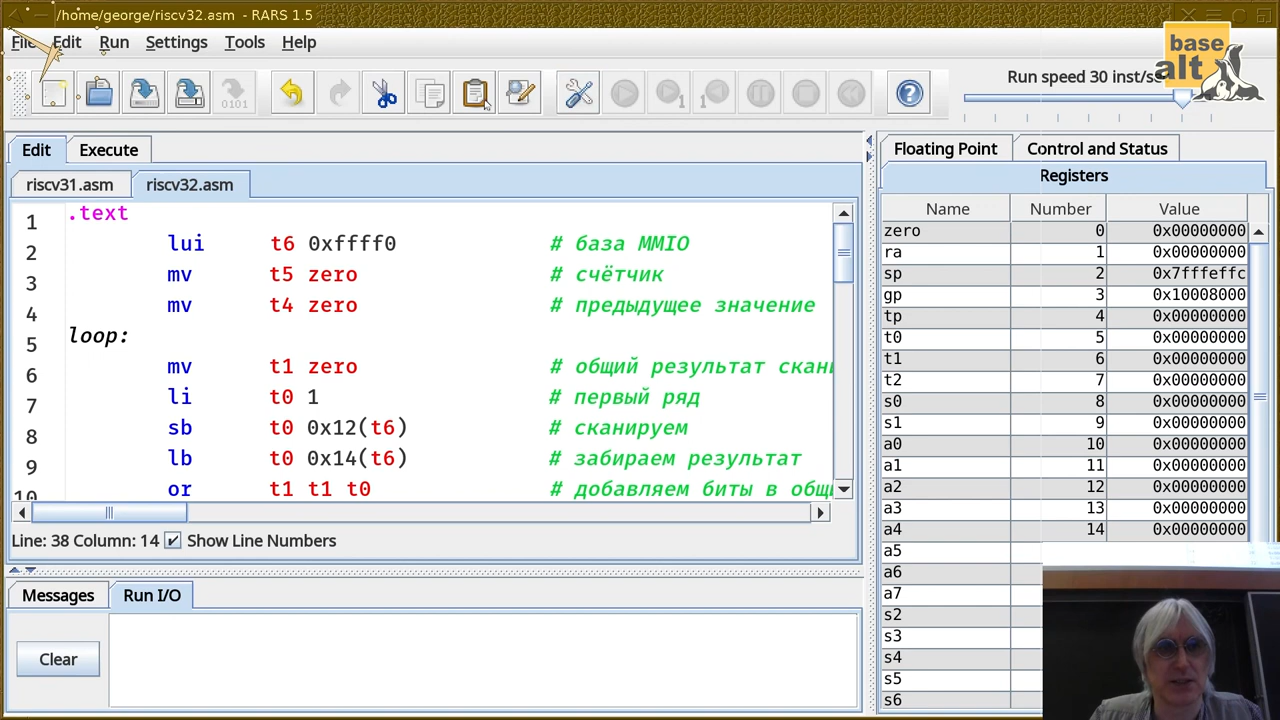 /home/george/riscv32.asm - RARS 1.5
File Edit Run Settings Tools Help
base
alt
Run speed 30 inst/se
Edit Execute
riscv31.asm riscv32.asm
1 .text
2 lui t6 0xffff0 # база MMIO
3 mv t5 zero # счётчик
4 mv t4 zero # предыдущее значение
5 loop:
6 mv t1 zero # общий результат скан
7 li t0 1 # первый ряд
8 sb t0 0x12(t6) # сканируем
9 lb t0 0x14(t6) # забираем результат
10 or t1 t1 t0 # добавляем биты в общ
Line: 38 Column: 14 Show Line Numbers
Messages Run I/O
Clear
Floating Point Control and Status
Registers
Name Number Value
zero 0 0x00000000
ra 1 0x00000000
sp 2 0x7fffeffc
gp 3 0x10008000
tp 4 0x00000000
t0 5 0x00000000
t1 6 0x00000000
t2 7 0x00000000
s0 8 0x00000000
s1 9 0x00000000
a0 10 0x00000000
a1 11 0x00000000
a2 12 0x00000000
a3 13 0x00000000
a4 14 0x00000000
a5
a6
a7
s2
s3
s4
s5
s6